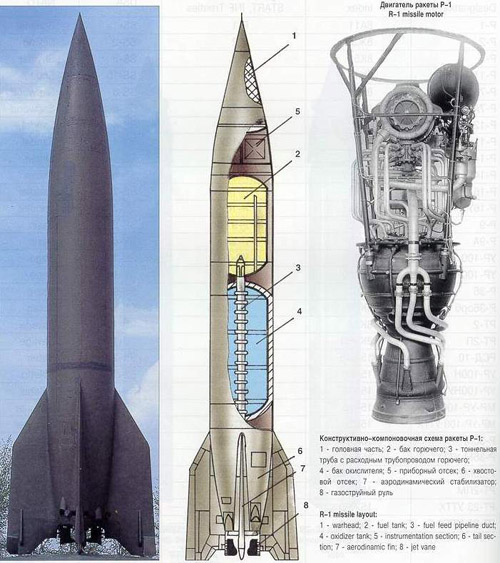 Двигатель ракеты Р-1
R-1 missile motor
1
5
2
3
4
6
7
8
Конструктивно-компоновочная схема ракеты Р-1:
1 - головная часть; 2 - бак горючего; 3 - тоннельная
труба с расходным трубопроводом горючего;
4 - бак окислителя; 5 - приборный отсек; 6 - хвосто-
вой отсек; 7 - аэродинамический стабилизатор;
8 - газоструйный руль
R-1 missile layout:
1 - warhead; 2 - fuel tank; 3 - fuel feed pipeline duct;
4 - oxidizer tank; 5 - instrumentation section; 6 - tail sec-
tion; 7 - aerodinamic fin; 8 - jet vane